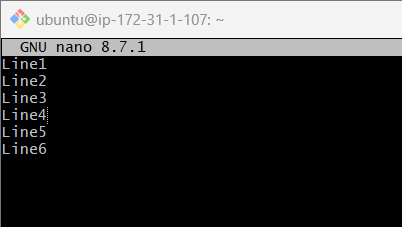 ubuntu@ip-172-31-1-107: ~
GNU nano 8.7.1
Line1
Line2
Line3
Line4
Line5
Line6